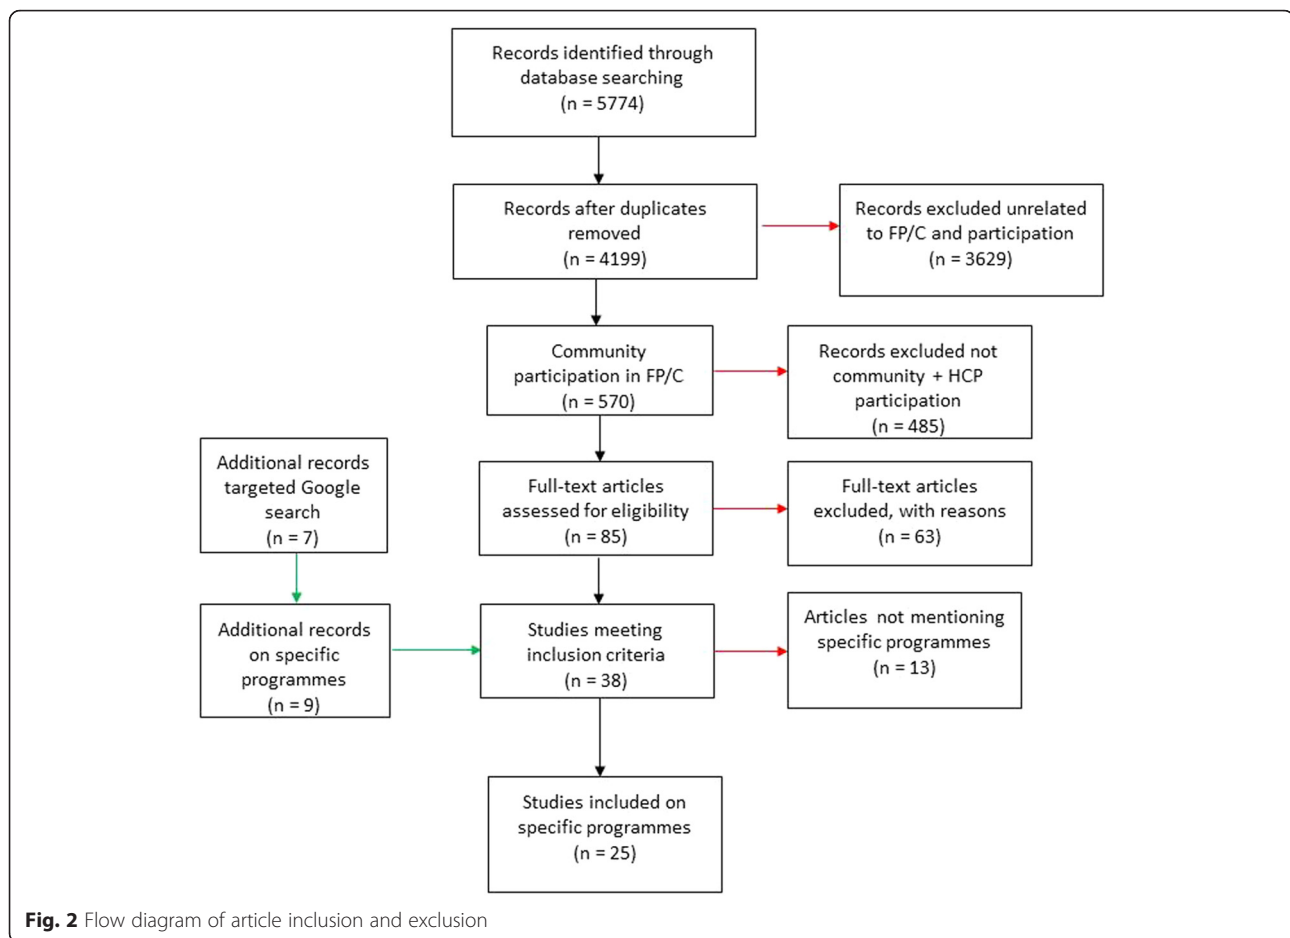 Records identified through
database searching
(n = 5774)
Records after duplicates
removed
(n = 4199)
Records excluded unrelated
to FP/C and participation
(n = 3629)
Community
participation in FP/C
(n = 570)
Records excluded not
community + HCP
participation
(n = 485)
Additional records
targeted Google
search
(n = 7)
Full-text articles
assessed for eligibility
(n = 85)
Full-text articles
excluded, with reasons
(n = 63)
Additional records
on specific
programmes
(n = 9)
Studies meeting
inclusion criteria
(n = 38)
Articles not mentioning
specific programmes
(n = 13)
Studies included on
specific programmes
(n = 25)
Fig. 2 Flow diagram of article inclusion and exclusion